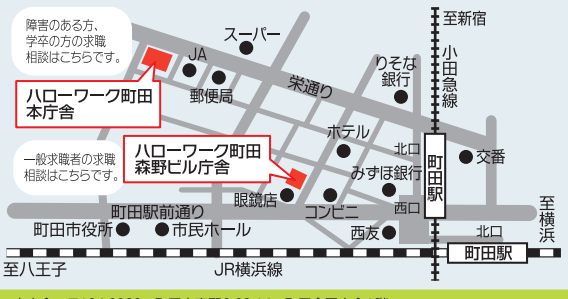 障害のある方、
学卒の方の求職
相談はこちらです。
スーパー
至新宿
JA
小田急線
りそな
銀行
栄通り
郵便局
ハローワーク町田
本庁舎
ホテル
北口
ハローワーク町田
森野ビル庁舎
一般求職者の求職
相談はこちらです。
町田駅
交番
みずほ銀行
眼鏡店
コンビニ
西口
町田駅前通り
至横浜
町田市役所
市民ホール
西友
北口
町田駅
至八王子
JR横浜線